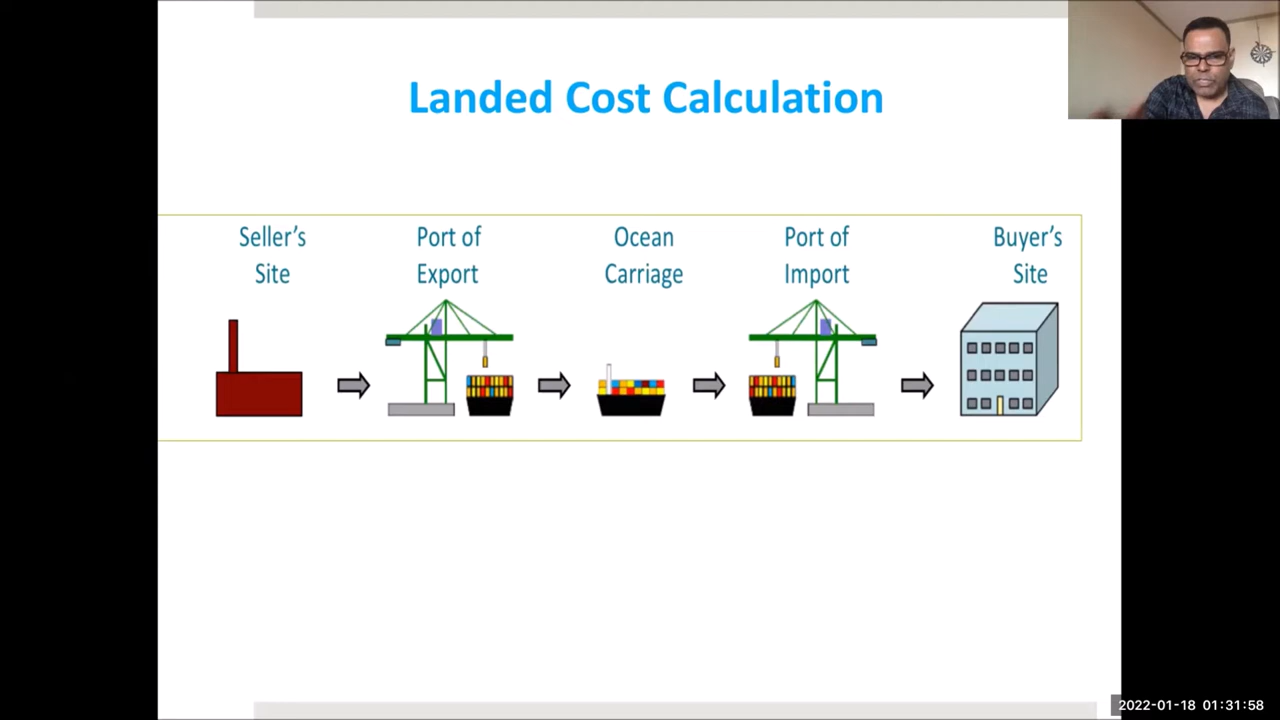 Landed Cost Calculation
Seller's
Site
Port of
Export
Ocean
Carriage
Port of
Import
Buyer's
Site
2022-01-18 01:31:58